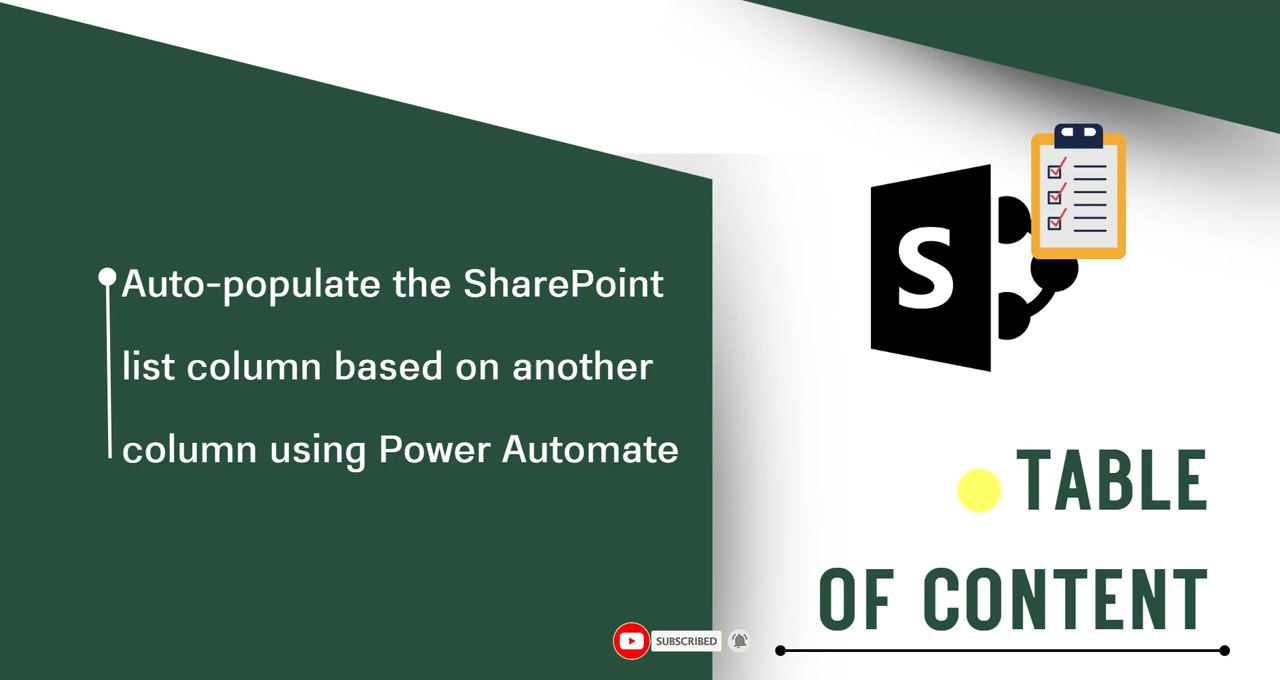 Auto-populate the SharePoint
list column based on another
column using Power Automate
S
TABLE
OF CONTENT
SUBSCRIBED